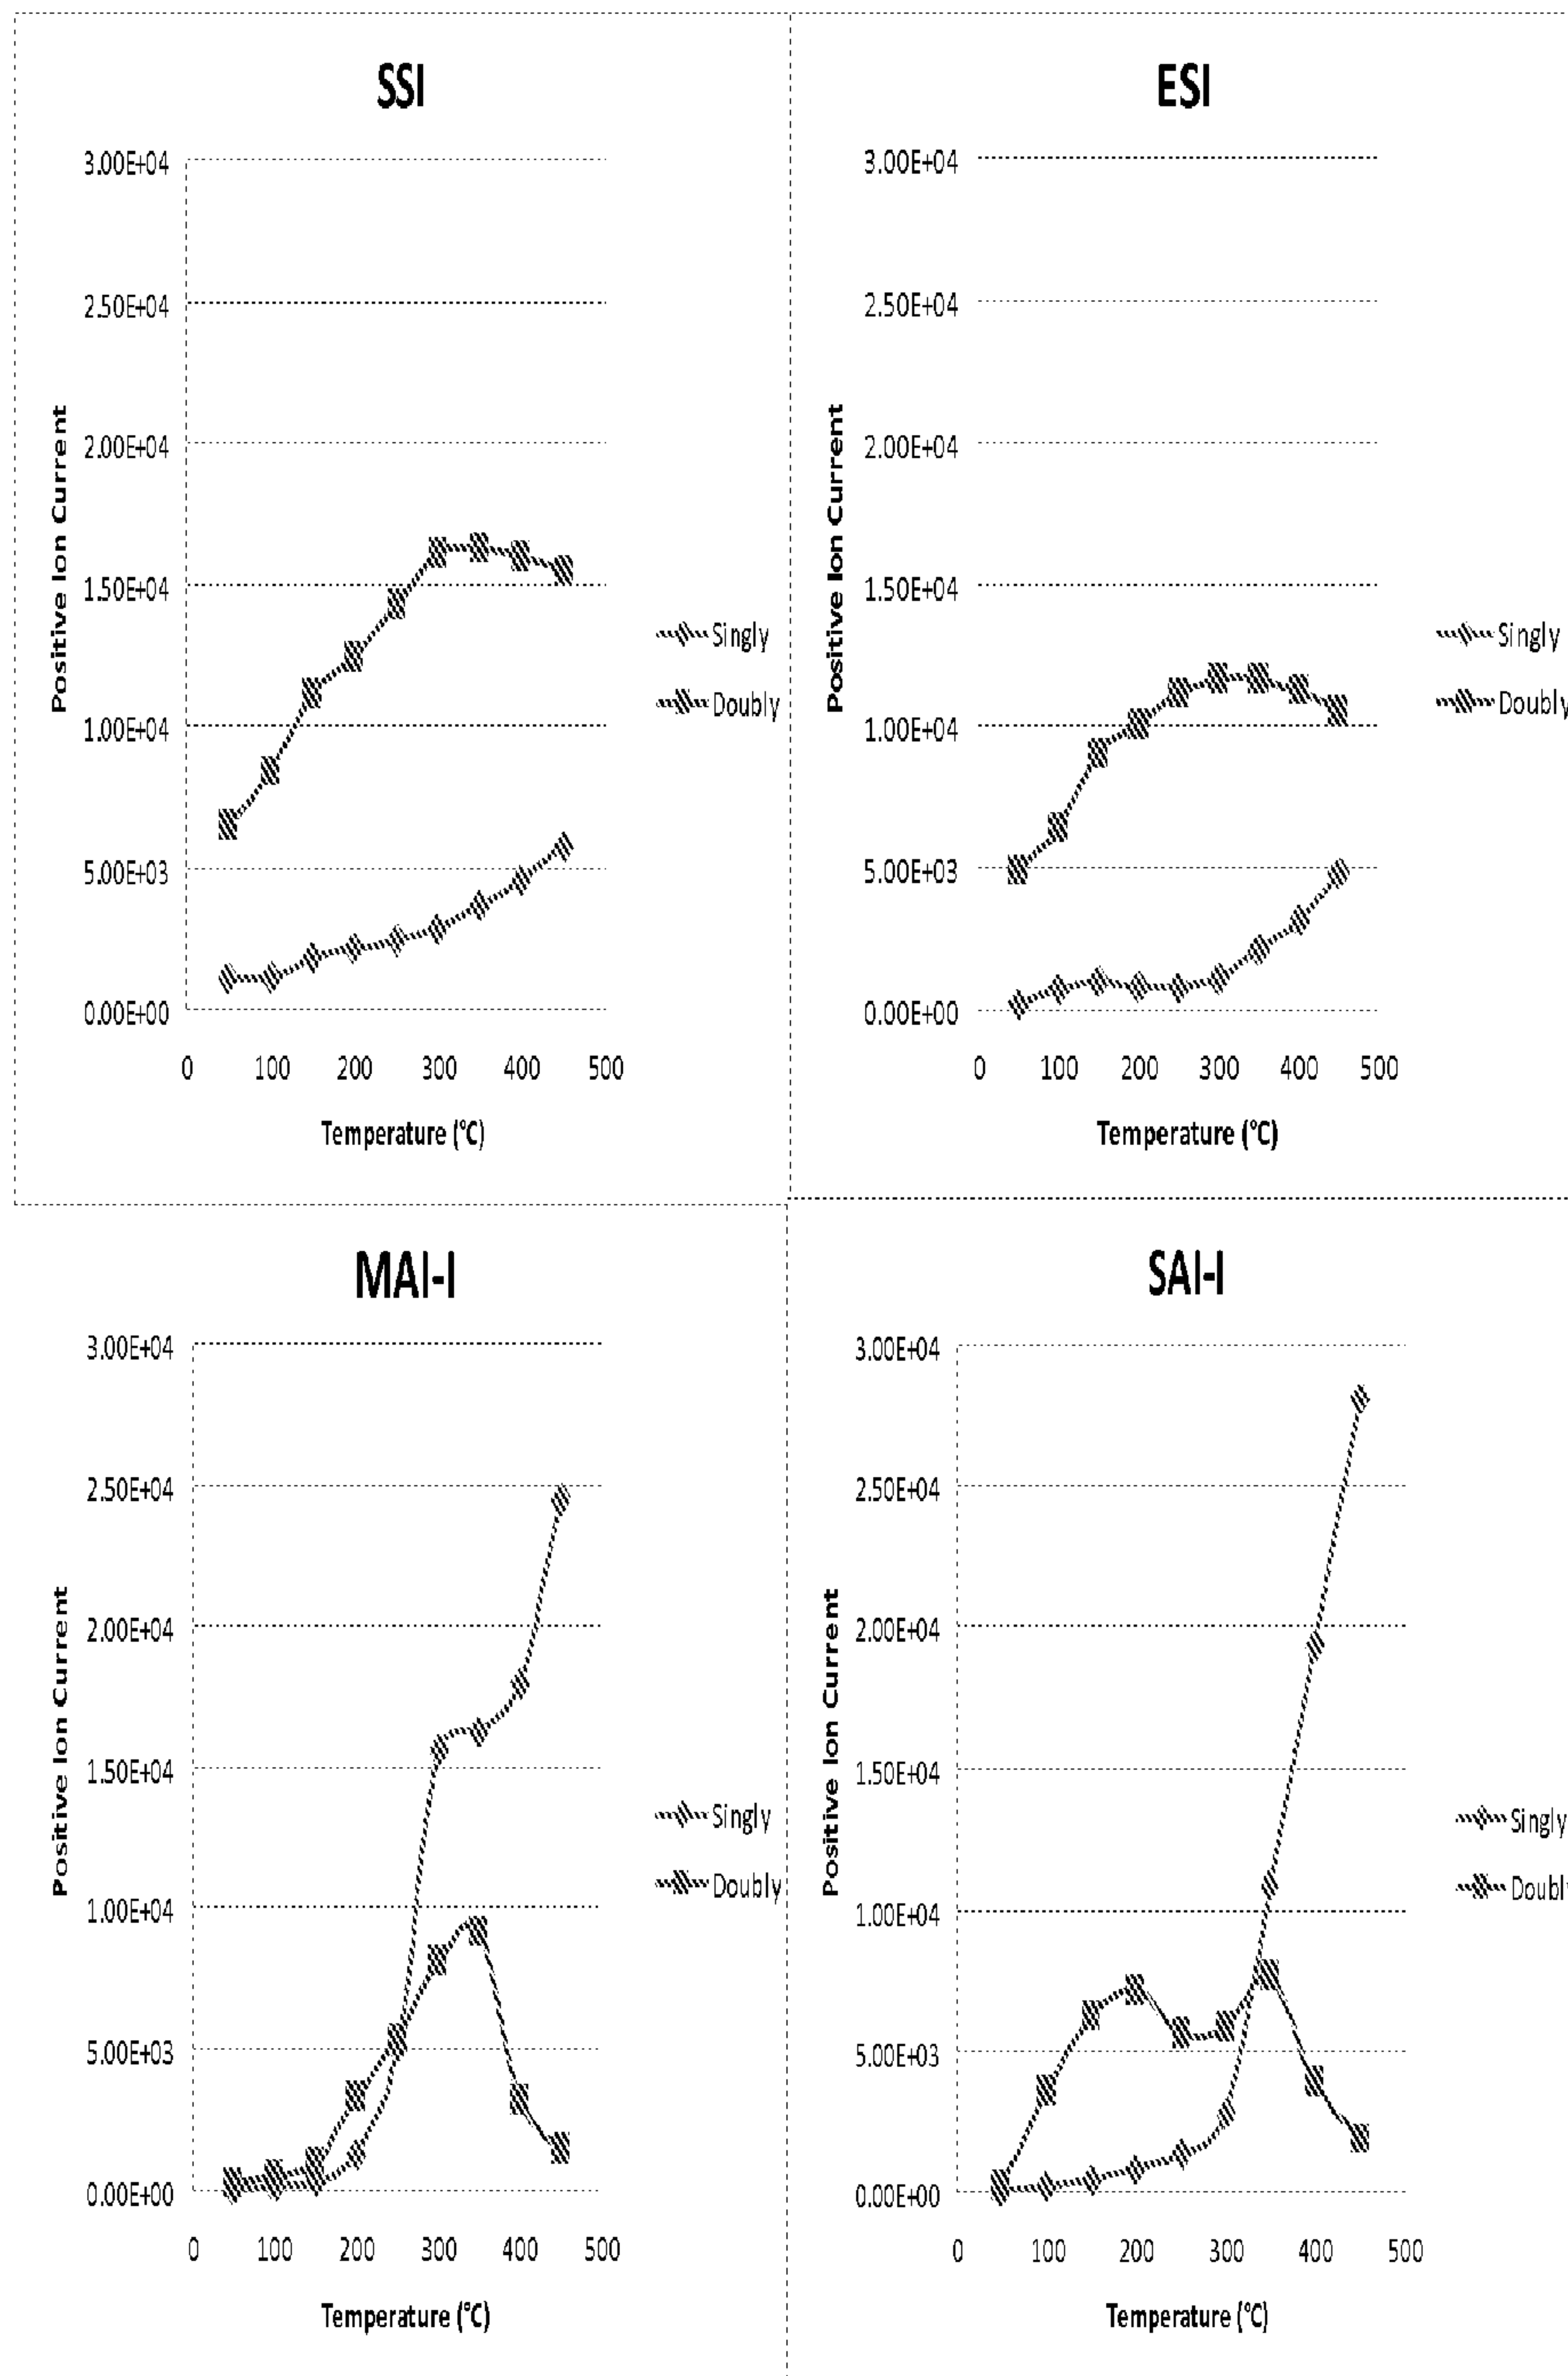 SSI
3.00E+04
2.50E+04
2.00E+04
1.50E+04
1.00E+04
5.00E+03
0.00E+00
Positive Ion Current
0 100 200 300 400 500
Temperature (°C)
Singly
Doubly
ESI
3.00E+04
2.50E+04
2.00E+04
1.50E+04
1.00E+04
5.00E+03
0.00E+00
Positive Ion Current
0 100 200 300 400 500
Temperature (°C)
Singly
Doubly
MAI-I
3.00E+04
2.50E+04
2.00E+04
1.50E+04
1.00E+04
5.00E+03
0.00E+00
Positive Ion Current
0 100 200 300 400 500
Temperature (°C)
Singly
Doubly
SAI-I
3.00E+04
2.50E+04
2.00E+04
1.50E+04
1.00E+04
5.00E+03
0.00E+00
Positive Ion Current
0 100 200 300 400 500
Temperature (°C)
Singly
Doubly